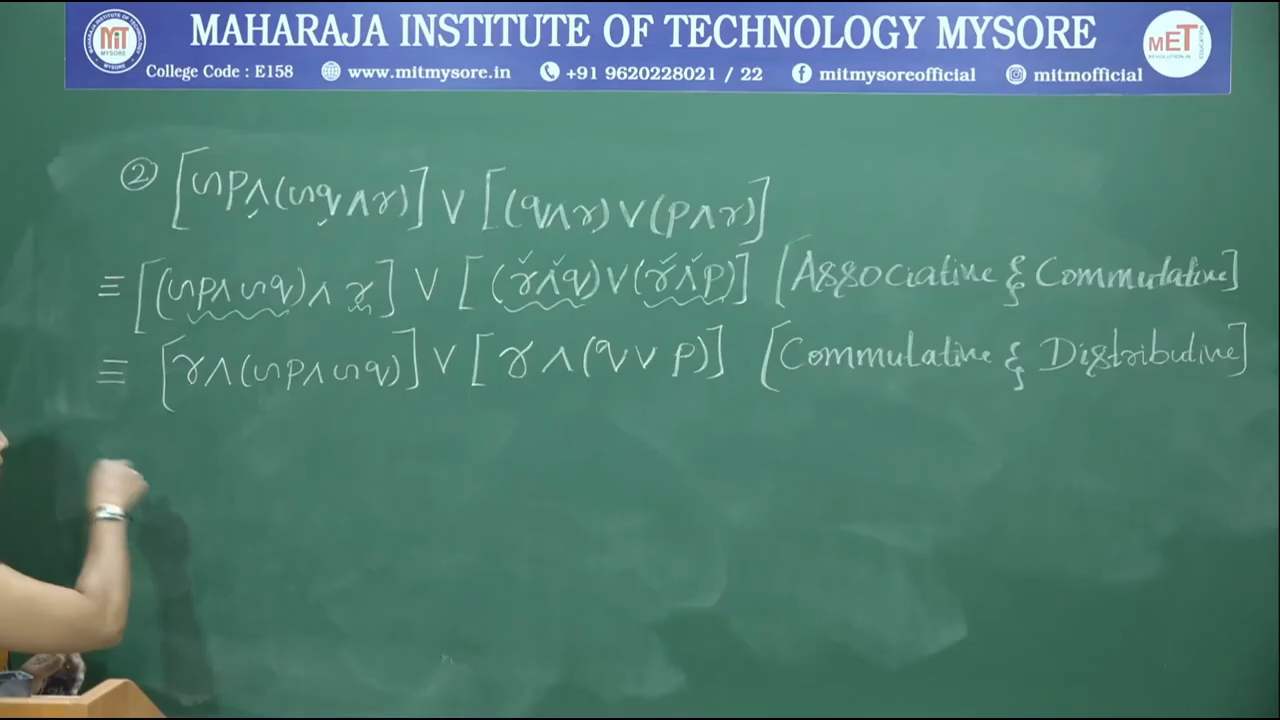 MAHARAJA INSTITUTE OF TECHNOLOGY MYSORE
College Code : E158 www.mitmysore.in +91 9620228021 / 22 mitmysoreofficial mitmofficial
MIT MYSORE
MET
② [∽p∧(∽q∧r)] ∨ [(q∧r)∨(p∧r)]
≡ [(∽p∧∽q)∧r] ∨ [(r∧q)∨(r∧p)] [Associative & Commutative]
≡ [r∧(∽p∧∽q)] ∨ [r∧(q∨p)] [Commutative & Distributive]